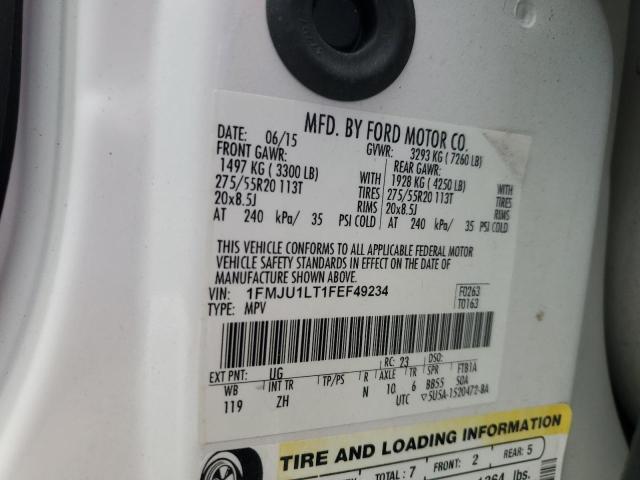 MFD. BY FORD MOTOR CO.
DATE: 06/15 GVWR: 3293 KG ( 7260 LB)
FRONT GAWR: REAR GAWR:
1497 KG ( 3300 LB) WITH 1928 KG ( 4250 LB) WITH
275/55R20 113T TIRES 275/55R20 113T TIRES
20x8.5J RIMS 20x8.5J RIMS
AT 240 kPa/ 35 PSI COLD AT 240 kPa/ 35 PSI COLD
THIS VEHICLE CONFORMS TO ALL APPLICABLE FEDERAL MOTOR
VEHICLE SAFETY STANDARDS IN EFFECT ON THE DATE OF
MANUFACTURE SHOWN ABOVE.
VIN: 1FMJU1LT1FEF49234 F0263
TYPE: MPV T0163
EXT PNT: UG RC: 23 DSO:
WB INT TR TP/PS R AXLE TR SPR FTB1A
119 ZH N 10 6 BB55 SOA
UTC ▽5U5A-1520472-BA
TIRE AND LOADING INFORMATION
TOTAL: 7 FRONT: 2 REAR: 5
lbs.